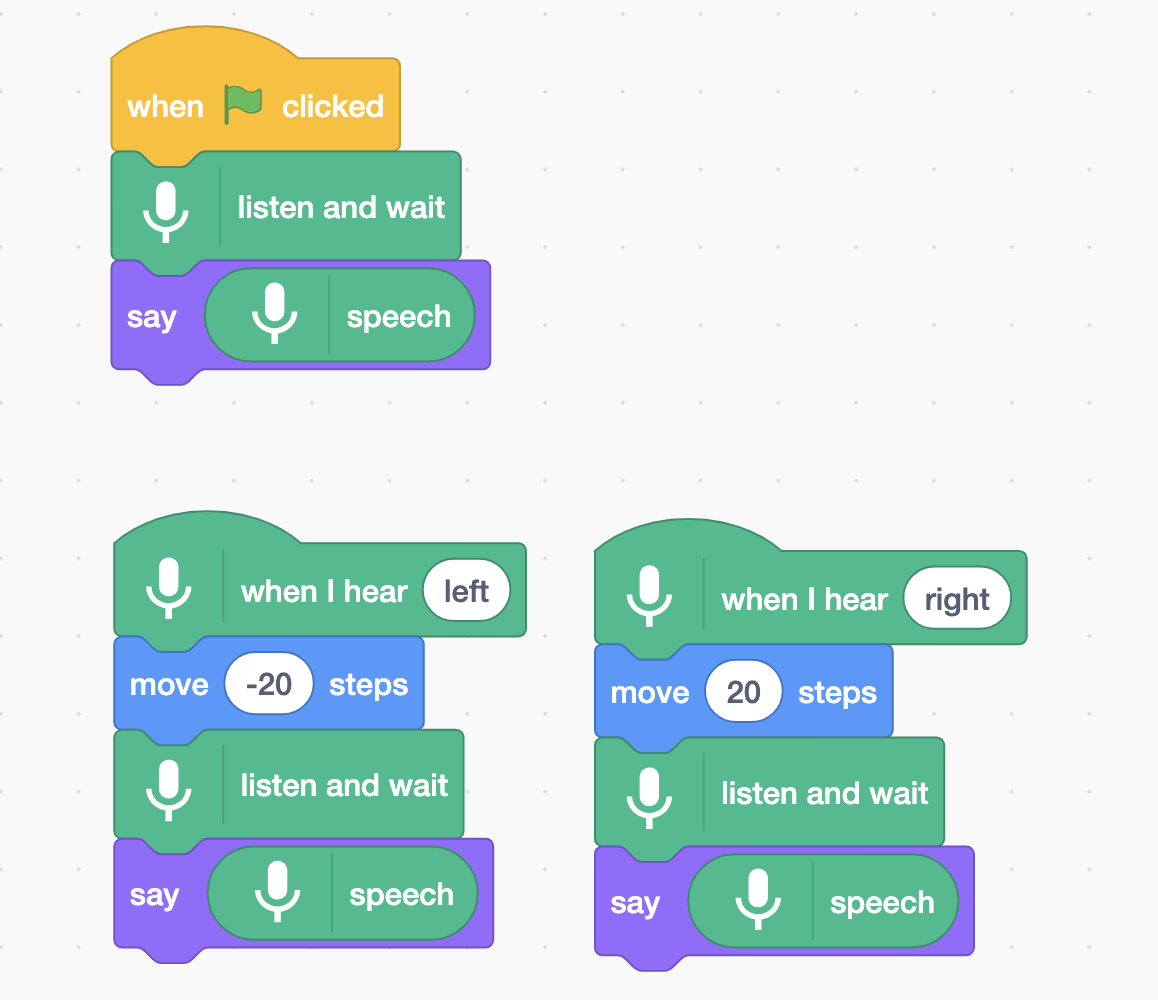 when clicked
listen and wait
say speech
when I hear left
move -20 steps
listen and wait
say speech
when I hear right
move 20 steps
listen and wait
say speech